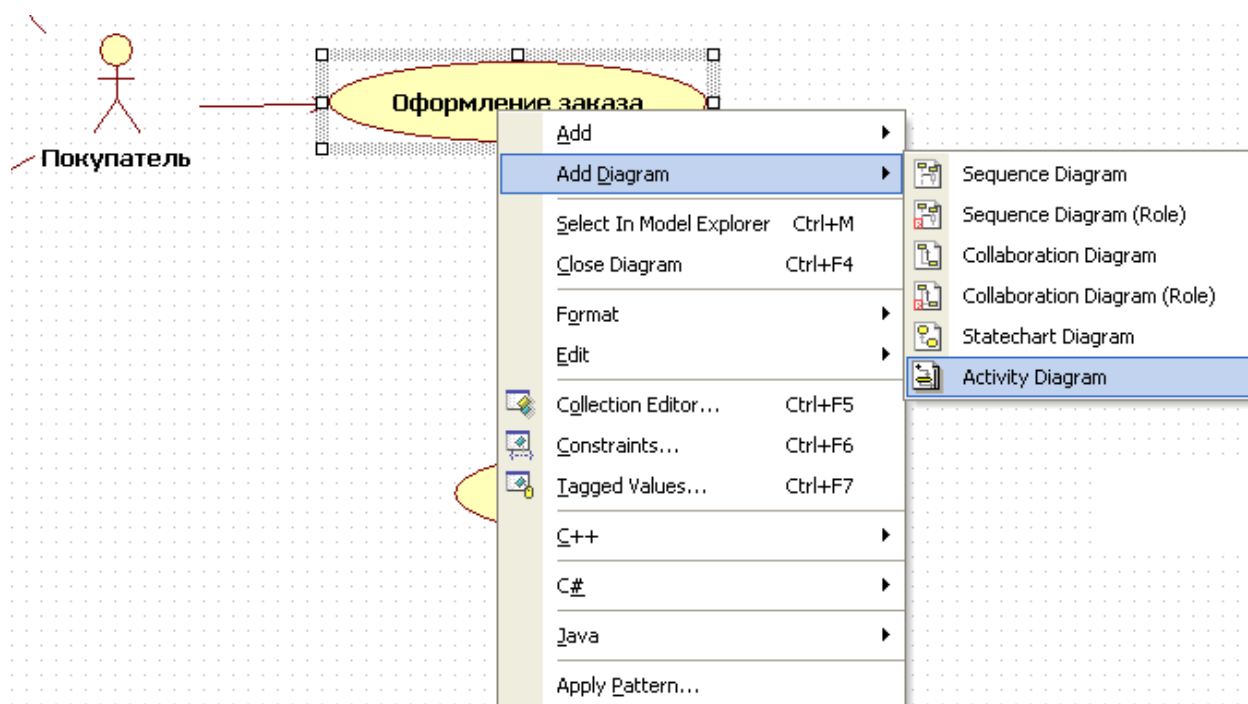 Оформление заказа
Покупатель
Add
Add Diagram
Select In Model Explorer Ctrl+M
Close Diagram Ctrl+F4
Format
Edit
Collection Editor... Ctrl+F5
Constraints... Ctrl+F6
Tagged Values... Ctrl+F7
C++
C#
Java
Apply Pattern...
Sequence Diagram
Sequence Diagram (Role)
Collaboration Diagram
Collaboration Diagram (Role)
Statechart Diagram
Activity Diagram